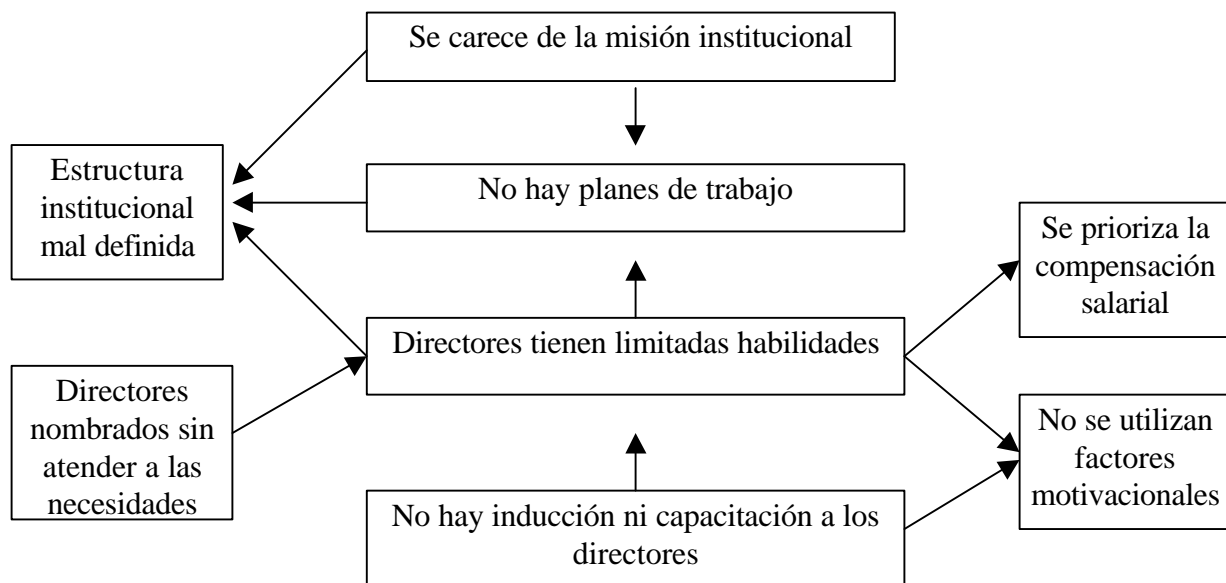 Se carece de la misión institucional
Estructura
institucional
mal definida
No hay planes de trabajo
Se prioriza la
compensación
salarial
Directores tienen limitadas habilidades
Directores
nombrados sin
atender a las
necesidades
No se utilizan
factores
motivacionales
No hay inducción ni capacitación a los
directores